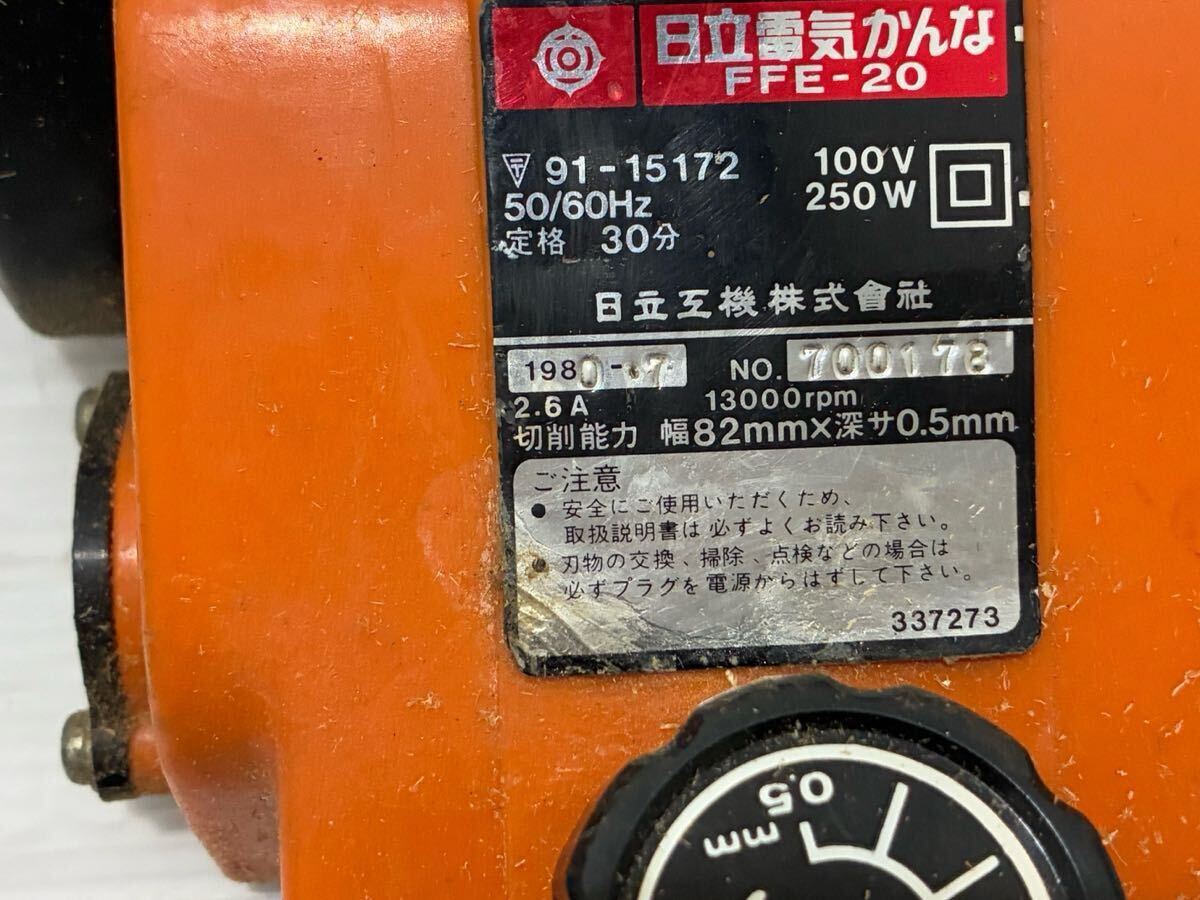 日立電気かんな
FFE-20
〒 91-15172 100V
50/60Hz 250W
定格 30分
日立工機株式會社
1980-7 NO. 700178
2.6A 13000rpm
切削能力 幅82mm×深サ0.5mm
ご注意
● 安全にご使用いただくため、
取扱説明書は必ずよくお読み下さい。
● 刃物の交換、掃除、点検などの場合は
必ずプラグを電源からはずして下さい。
337273
0.5
mm